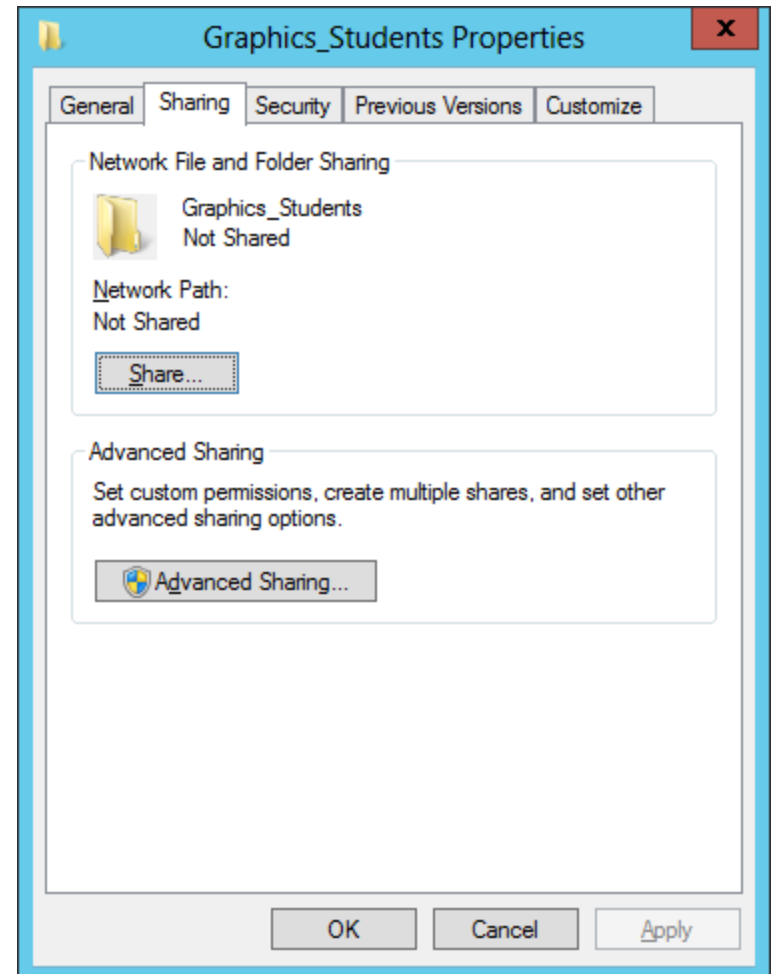 Graphics_Students Properties
x
General Sharing Security Previous Versions Customize
Network File and Folder Sharing
Graphics_Students
Not Shared
Network Path:
Not Shared
Share...
Advanced Sharing
Set custom permissions, create multiple shares, and set other
advanced sharing options.
Advanced Sharing...
OK Cancel Apply